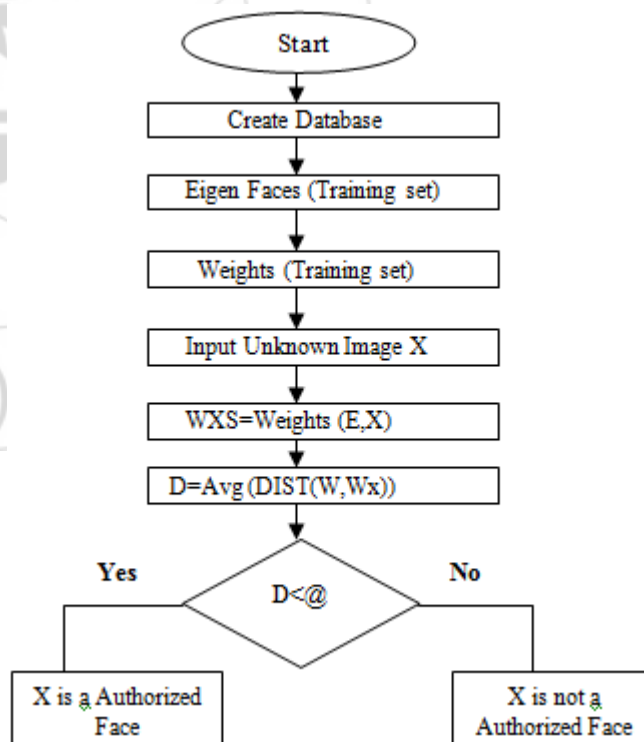 Start
Create Database
Eigen Faces (Training set)
Weights (Training set)
Input Unknown Image X
WXS=Weights (E,X)
D=Avg (DIST(W,Wx))
Yes
No
D<@
X is a Authorized
Face
X is not a
Authorized Face